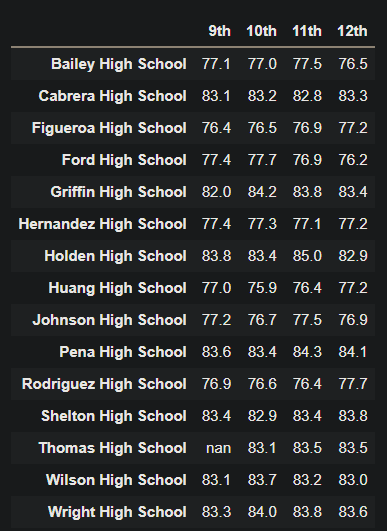 9th 10th 11th 12th
Bailey High School 77.1 77.0 77.5 76.5
Cabrera High School 83.1 83.2 82.8 83.3
Figueroa High School 76.4 76.5 76.9 77.2
Ford High School 77.4 77.7 76.9 76.2
Griffin High School 82.0 84.2 83.8 83.4
Hernandez High School 77.4 77.3 77.1 77.2
Holden High School 83.8 83.4 85.0 82.9
Huang High School 77.0 75.9 76.4 77.2
Johnson High School 77.2 76.7 77.5 76.9
Pena High School 83.6 83.4 84.3 84.1
Rodriguez High School 76.9 76.6 76.4 77.7
Shelton High School 83.4 82.9 83.4 83.8
Thomas High School nan 83.1 83.5 83.5
Wilson High School 83.1 83.7 83.2 83.0
Wright High School 83.3 84.0 83.8 83.6